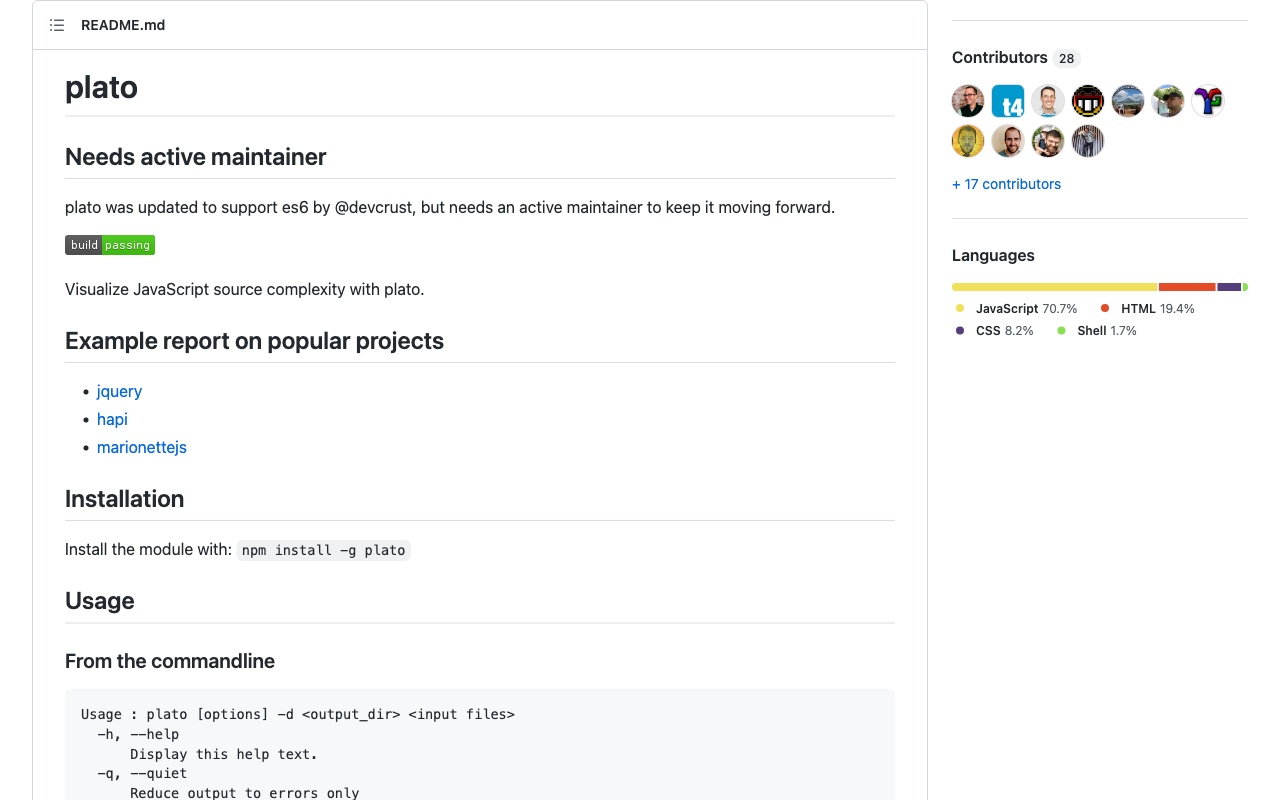 README.md
plato
Needs active maintainer
plato was updated to support es6 by @devcrust, but needs an active maintainer to keep it moving forward.
build passing
Visualize JavaScript source complexity with plato.
Example report on popular projects
• jquery
• hapi
• marionettejs
Installation
Install the module with: npm install -g plato
Usage
From the commandline
Usage : plato [options] -d <output_dir> <input files>
-h, --help
Display this help text.
-q, --quiet
Reduce output to errors only
Contributors 28
t4
+ 17 contributors
Languages
JavaScript 70.7% HTML 19.4%
CSS 8.2% Shell 1.7%